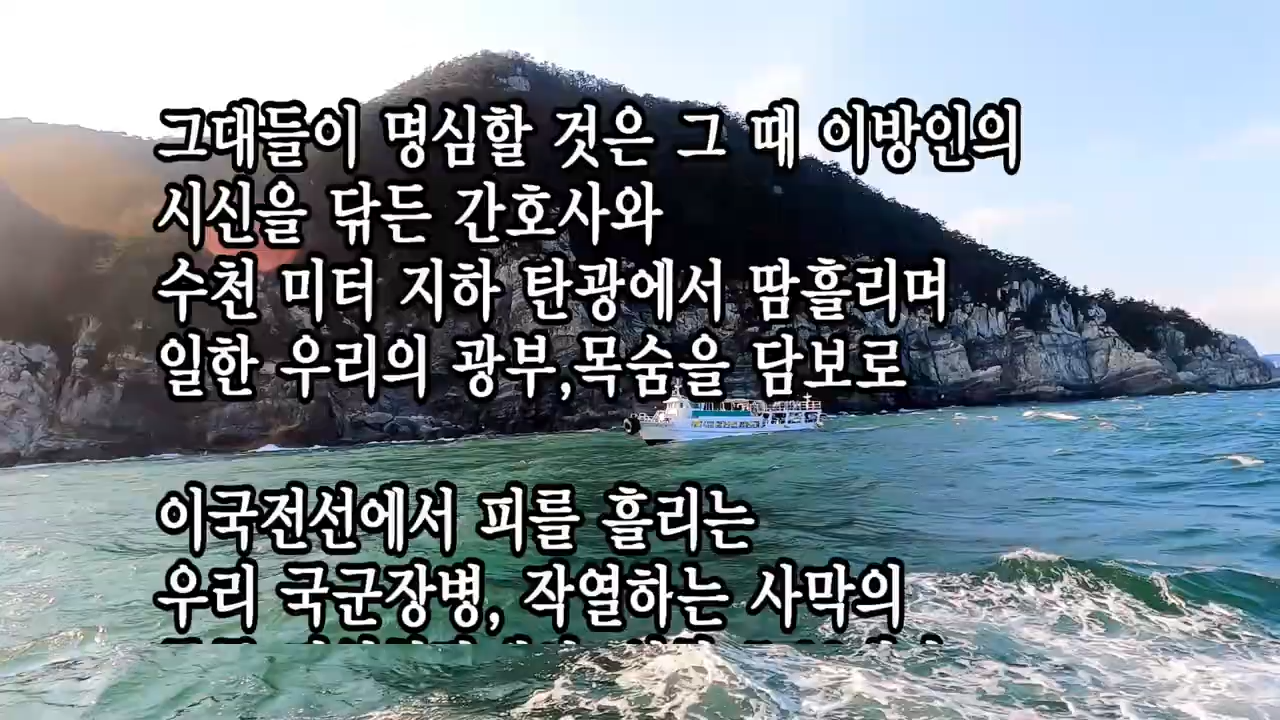 그대들이 명심할 것은 그 때 이방인의
시신을 닦든 간호사와
수천 미터 지하 탄광에서 땀흘리며
일한 우리의 광부,목숨을 담보로
이국전선에서 피를 흘리는
우리 국군장병, 작열하는 사막의